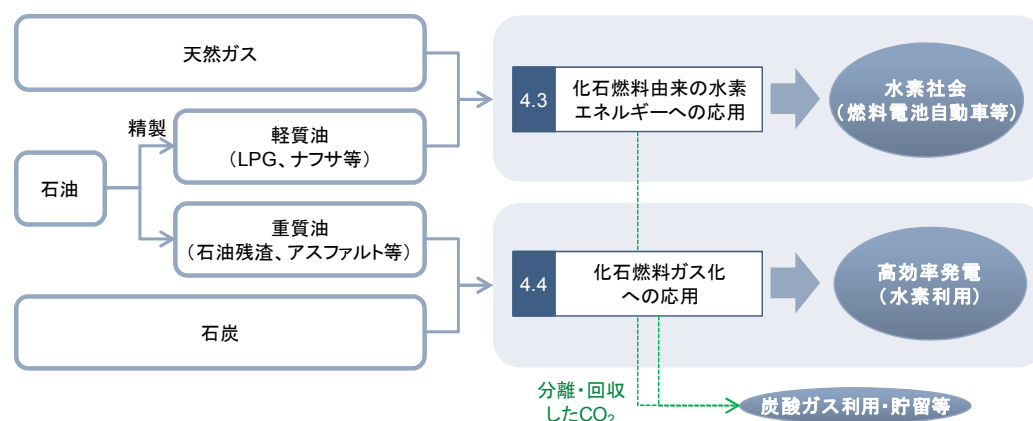 天然ガス
精製
軽質油
（LPG、ナフサ等）
石油
重質油
（石油残渣、アスファルト等）
石炭
4.3
化石燃料由来の水素
エネルギーへの応用
水素社会
（燃料電池自動車等）
4.4
化石燃料ガス化
への応用
高効率発電
（水素利用）
分離・回収
したCO₂
炭酸ガス利用・貯留等